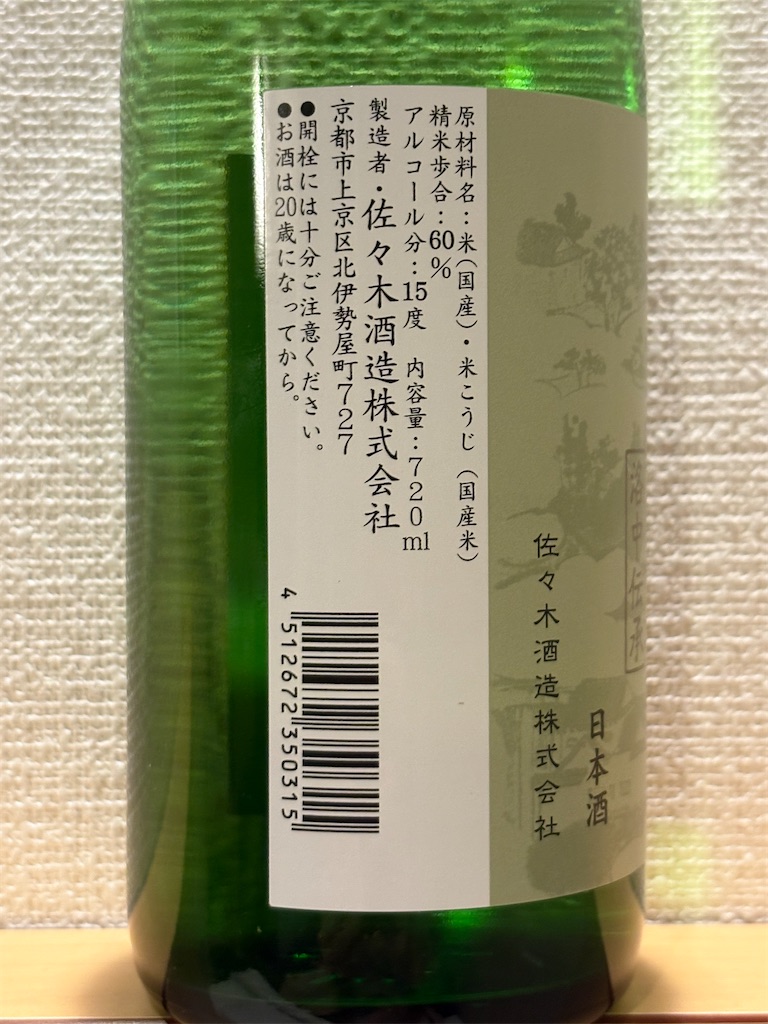 洛中伝承
日本酒
佐々木酒造株式会社
原材料名：米（国産）・米こうじ（国産米）
精米歩合：60％
アルコール分：15度　内容量：720ml
製造者・佐々木酒造株式会社
京都市上京区北伊勢屋町727
●開栓には十分ご注意ください。
●お酒は20歳になってから。
4 512672 350315